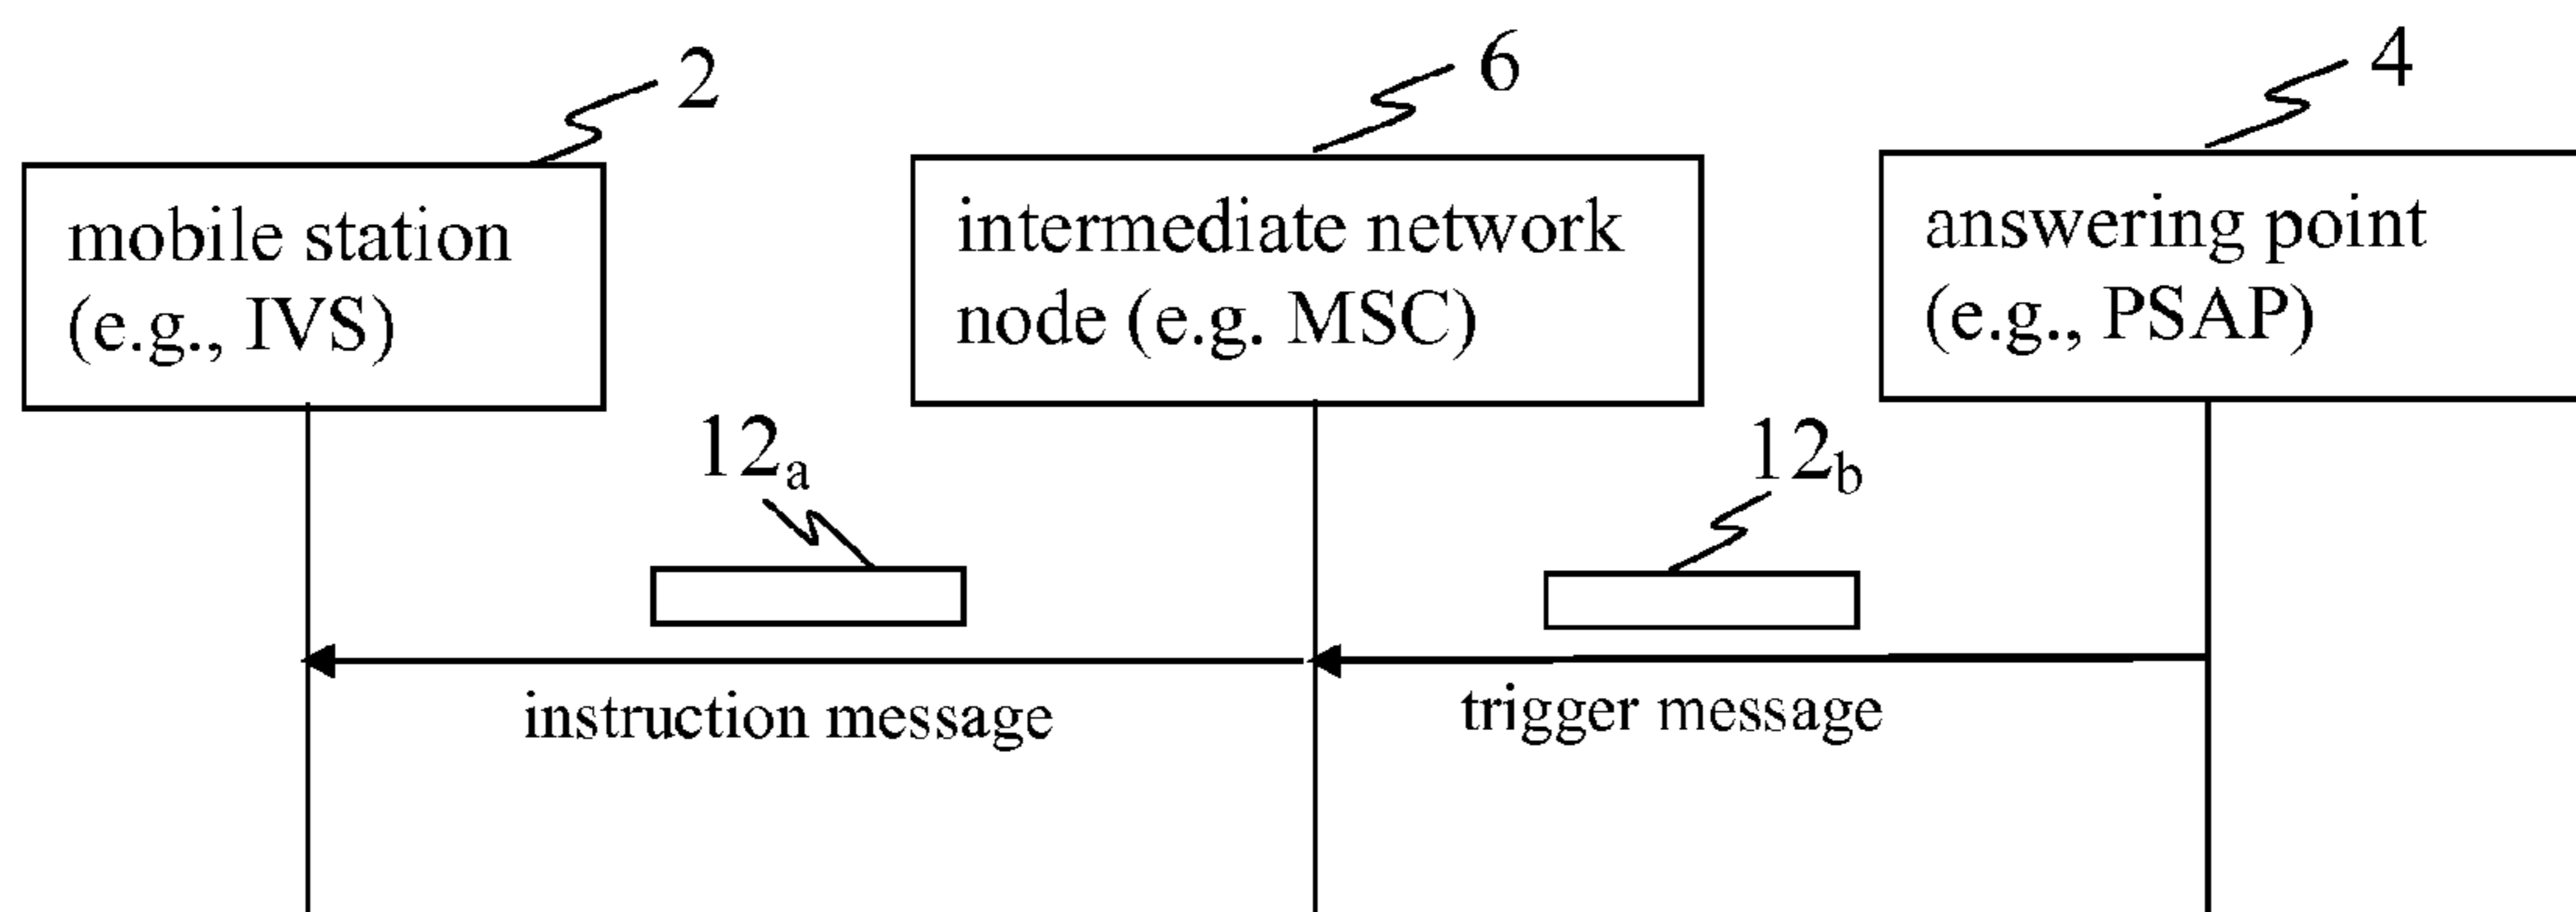 2
6
4
mobile station
(e.g., IVS)
intermediate network
node (e.g. MSC)
answering point
(e.g., PSAP)
12a
12b
instruction message
trigger message